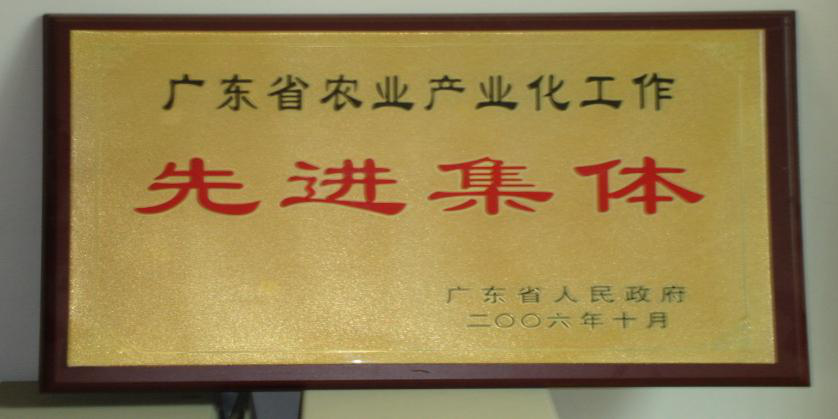 广东省农业产业化工作
先进集体
广东省人民政府
二〇〇六年十月